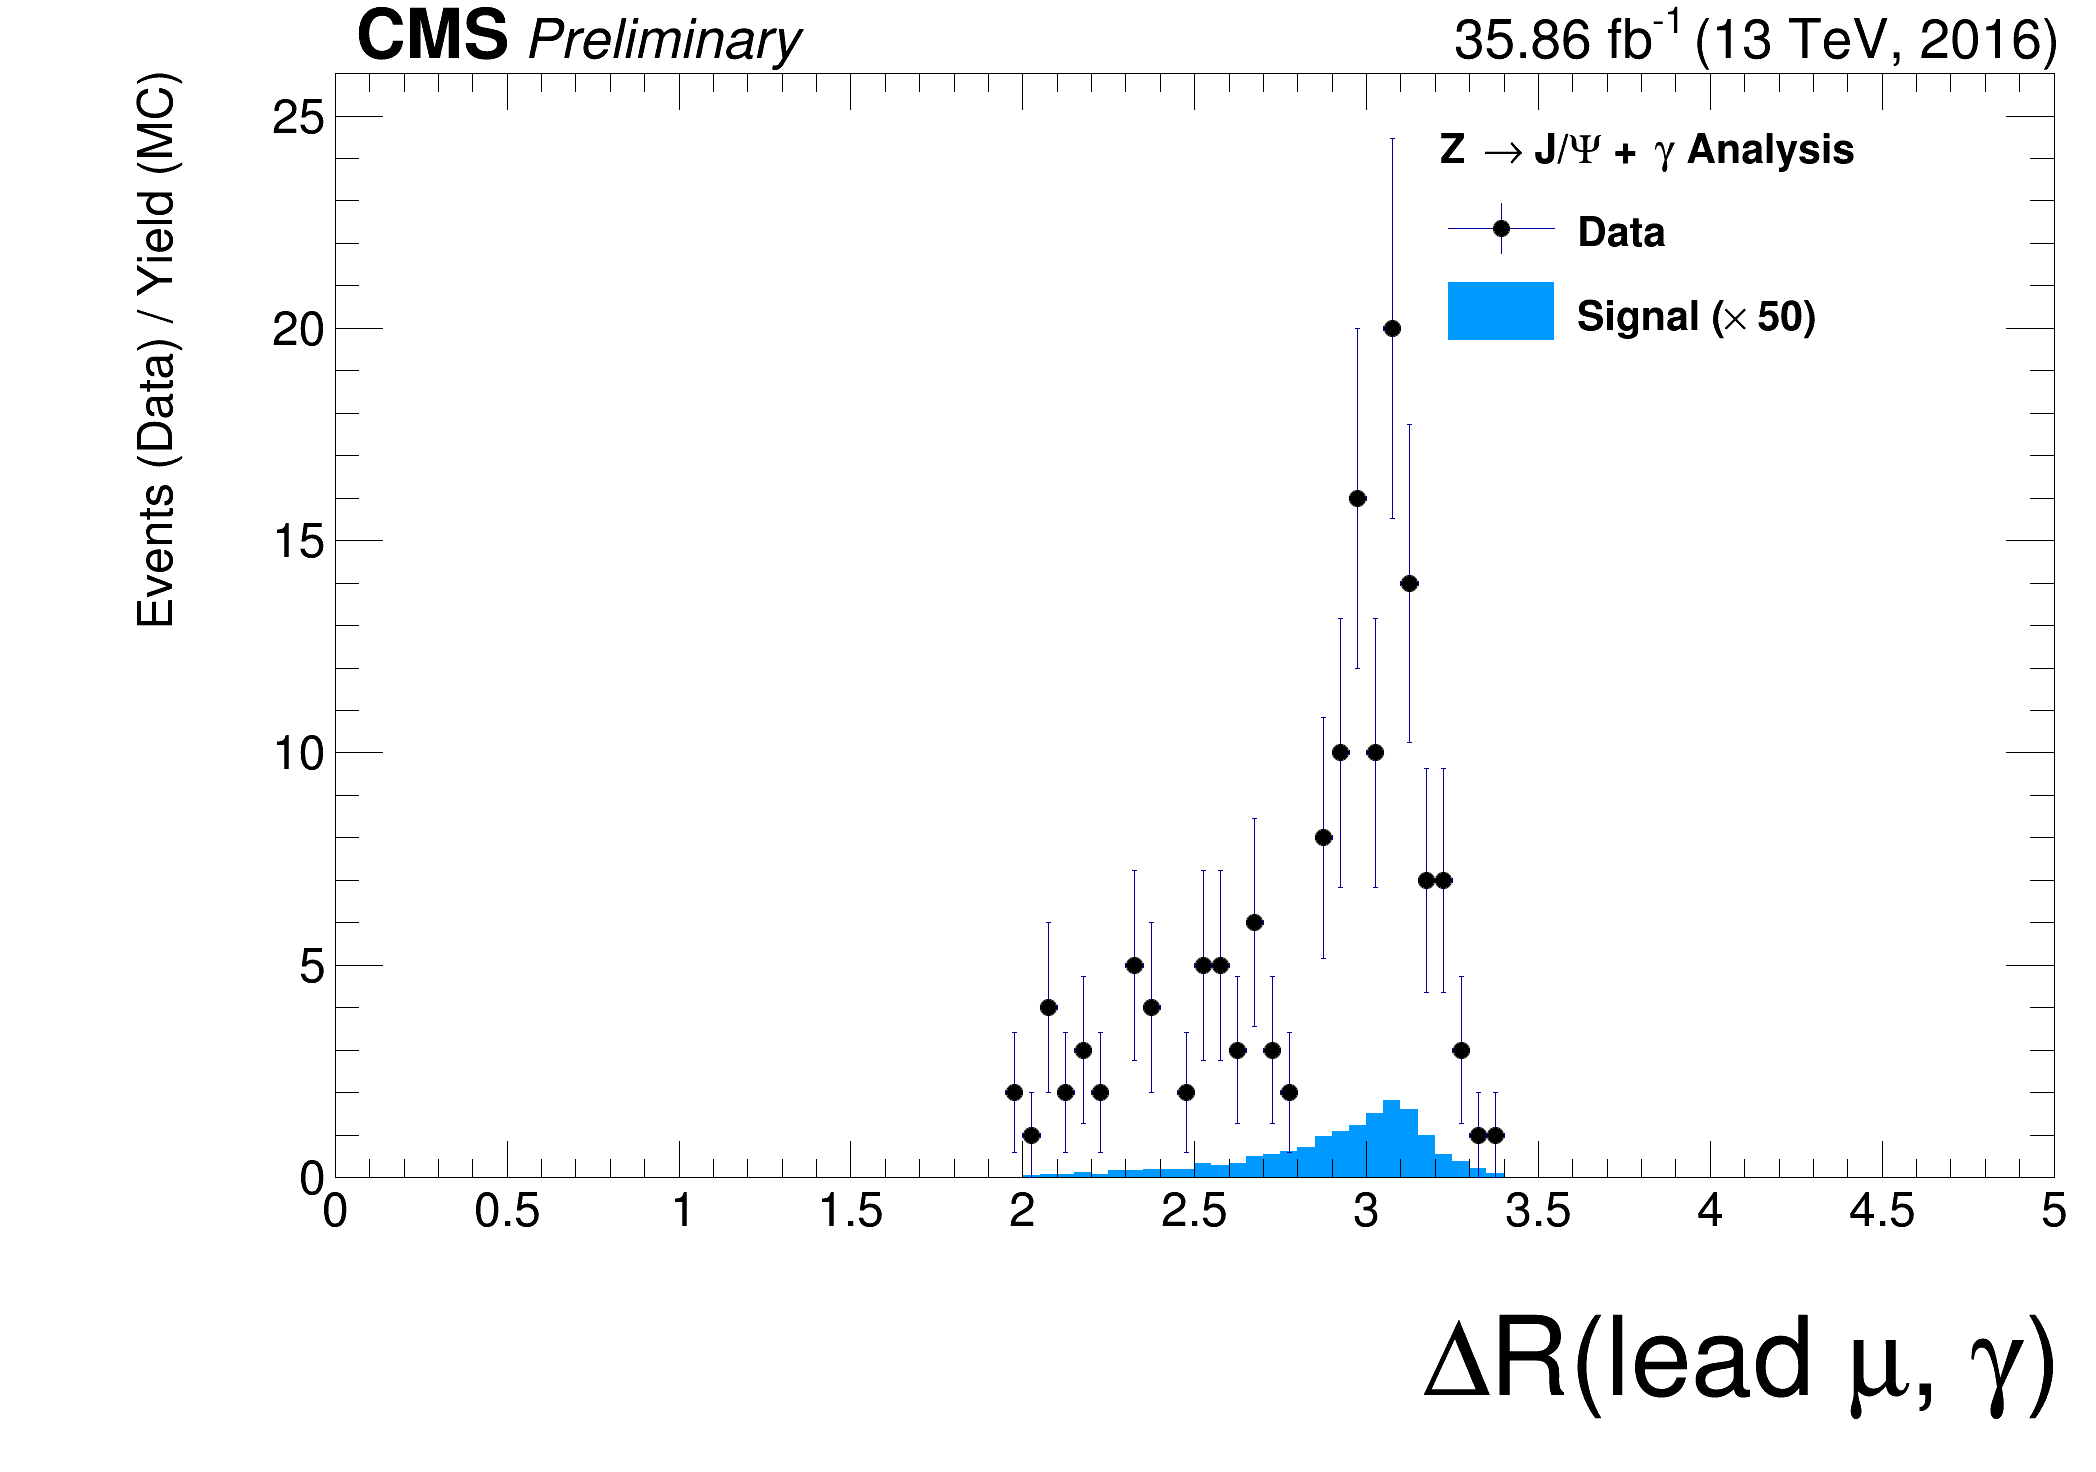 CMS Preliminary 35.86 fb-1 (13 TeV, 2016)
Events (Data) / Yield (MC)
25
20
15
10
5
0
Z → J/Ψ + γ Analysis
Data
Signal (× 50)
0 0.5 1 1.5 2 2.5 3 3.5 4 4.5 5
ΔR(lead μ, γ)